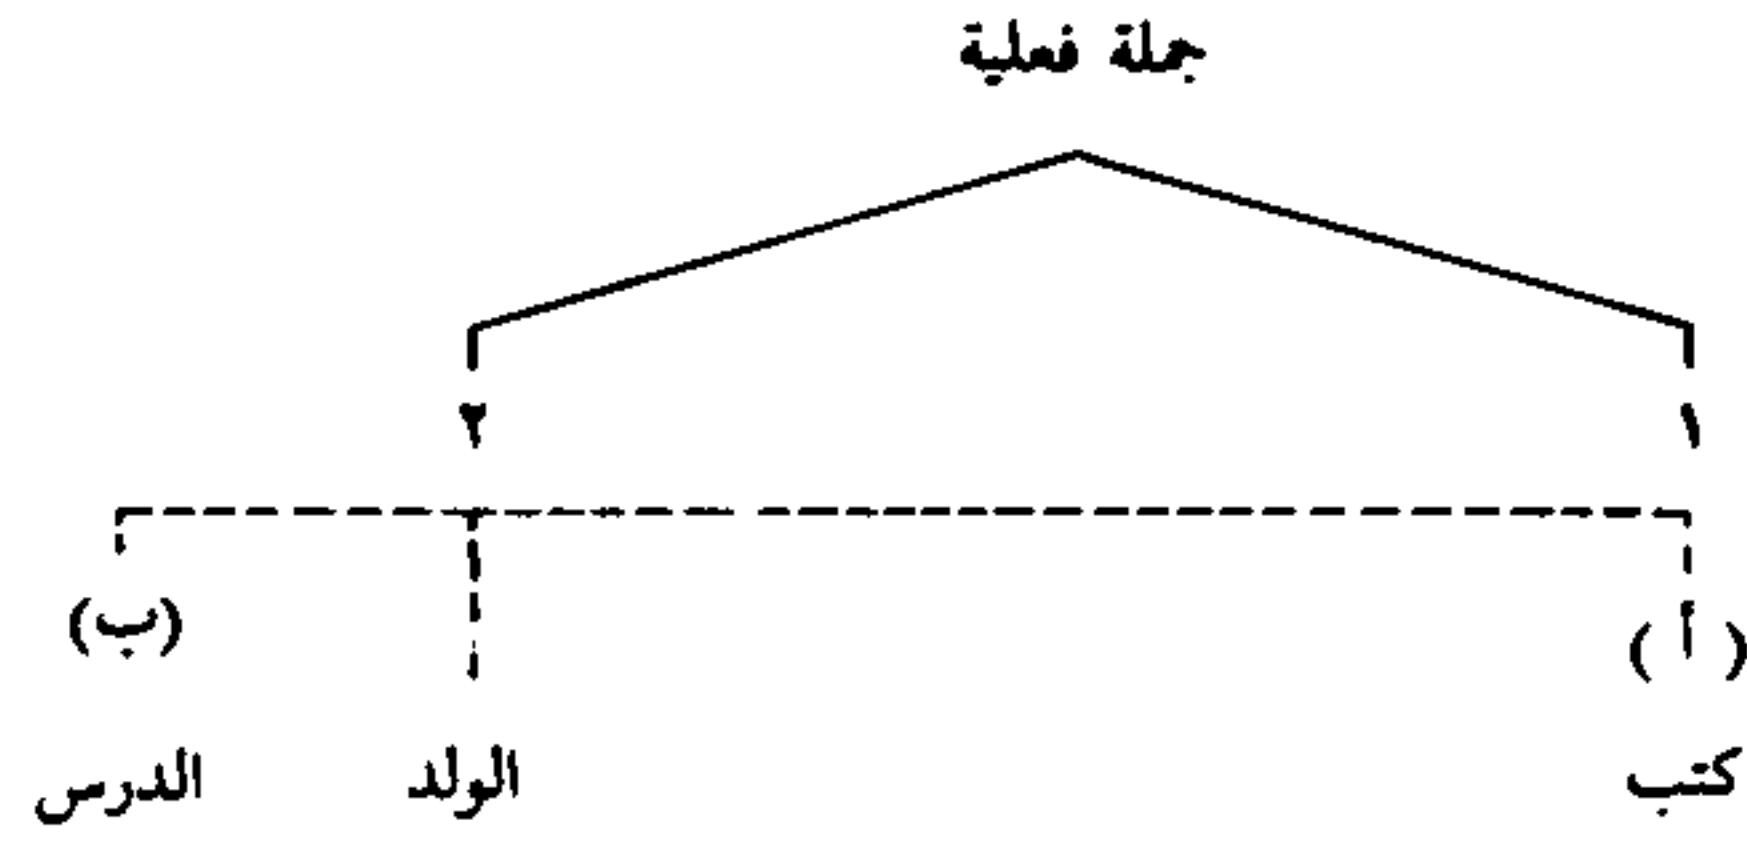 جملة فعلية
١ ٢
( أ ) (ب)
كتب الولد الدرس